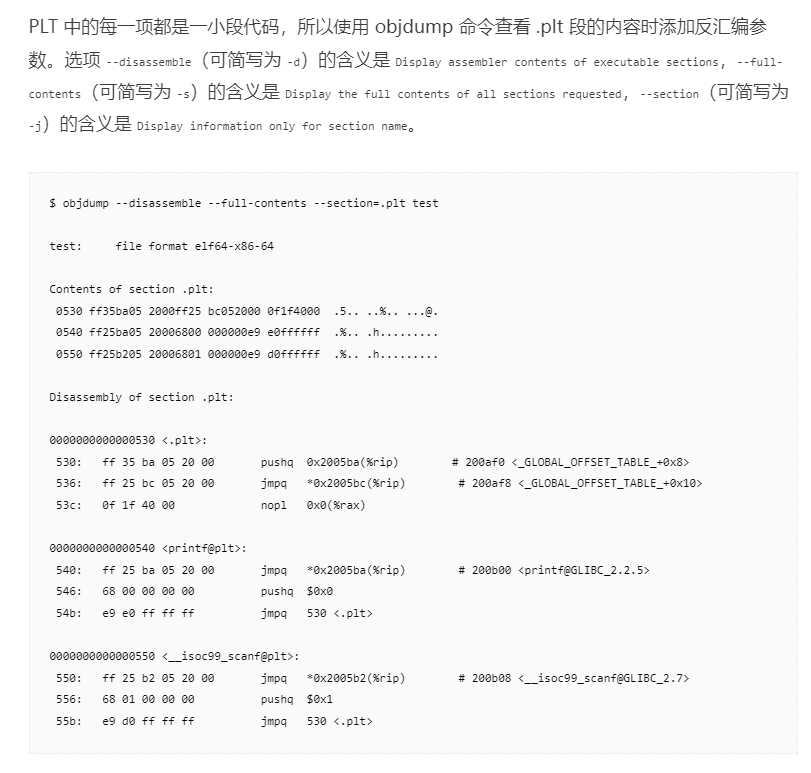 PLT 中的每一项都是一小段代码，所以使用 objdump 命令查看 .plt 段的内容时添加反汇编参
数。选项 --disassemble（可简写为 -d）的含义是 Display assembler contents of executable sections, --full-
contents（可简写为 -s）的含义是 Display the full contents of all sections requested, --section（可简写为
-j）的含义是 Display information only for section name。
$ objdump --disassemble --full-contents --section=.plt test
test:     file format elf64-x86-64
Contents of section .plt:
0530 ff35ba05 2000ff25 bc052000 0f1f4000  .5.. ..%.. ...@.
0540 ff25ba05 20006800 000000e9 e0ffffff  .%.. .h.........
0550 ff25b205 20006801 000000e9 d0ffffff  .%.. .h.........
Disassembly of section .plt:
0000000000000530 <.plt>:
530:   ff 35 ba 05 20 00       pushq  0x2005ba(%rip)        # 200af0 <_GLOBAL_OFFSET_TABLE_+0x8>
536:   ff 25 bc 05 20 00       jmpq   *0x2005bc(%rip)        # 200af8 <_GLOBAL_OFFSET_TABLE_+0x10>
53c:   0f 1f 40 00             nopl   0x0(%rax)
0000000000000540 <printf@plt>:
540:   ff 25 ba 05 20 00       jmpq   *0x2005ba(%rip)        # 200b00 <printf@GLIBC_2.2.5>
546:   68 00 00 00 00          pushq  $0x0
54b:   e9 e0 ff ff ff          jmpq   530 <.plt>
0000000000000550 <__isoc99_scanf@plt>:
550:   ff 25 b2 05 20 00       jmpq   *0x2005b2(%rip)        # 200b08 <__isoc99_scanf@GLIBC_2.7>
556:   68 01 00 00 00          pushq  $0x1
55b:   e9 d0 ff ff ff          jmpq   530 <.plt>